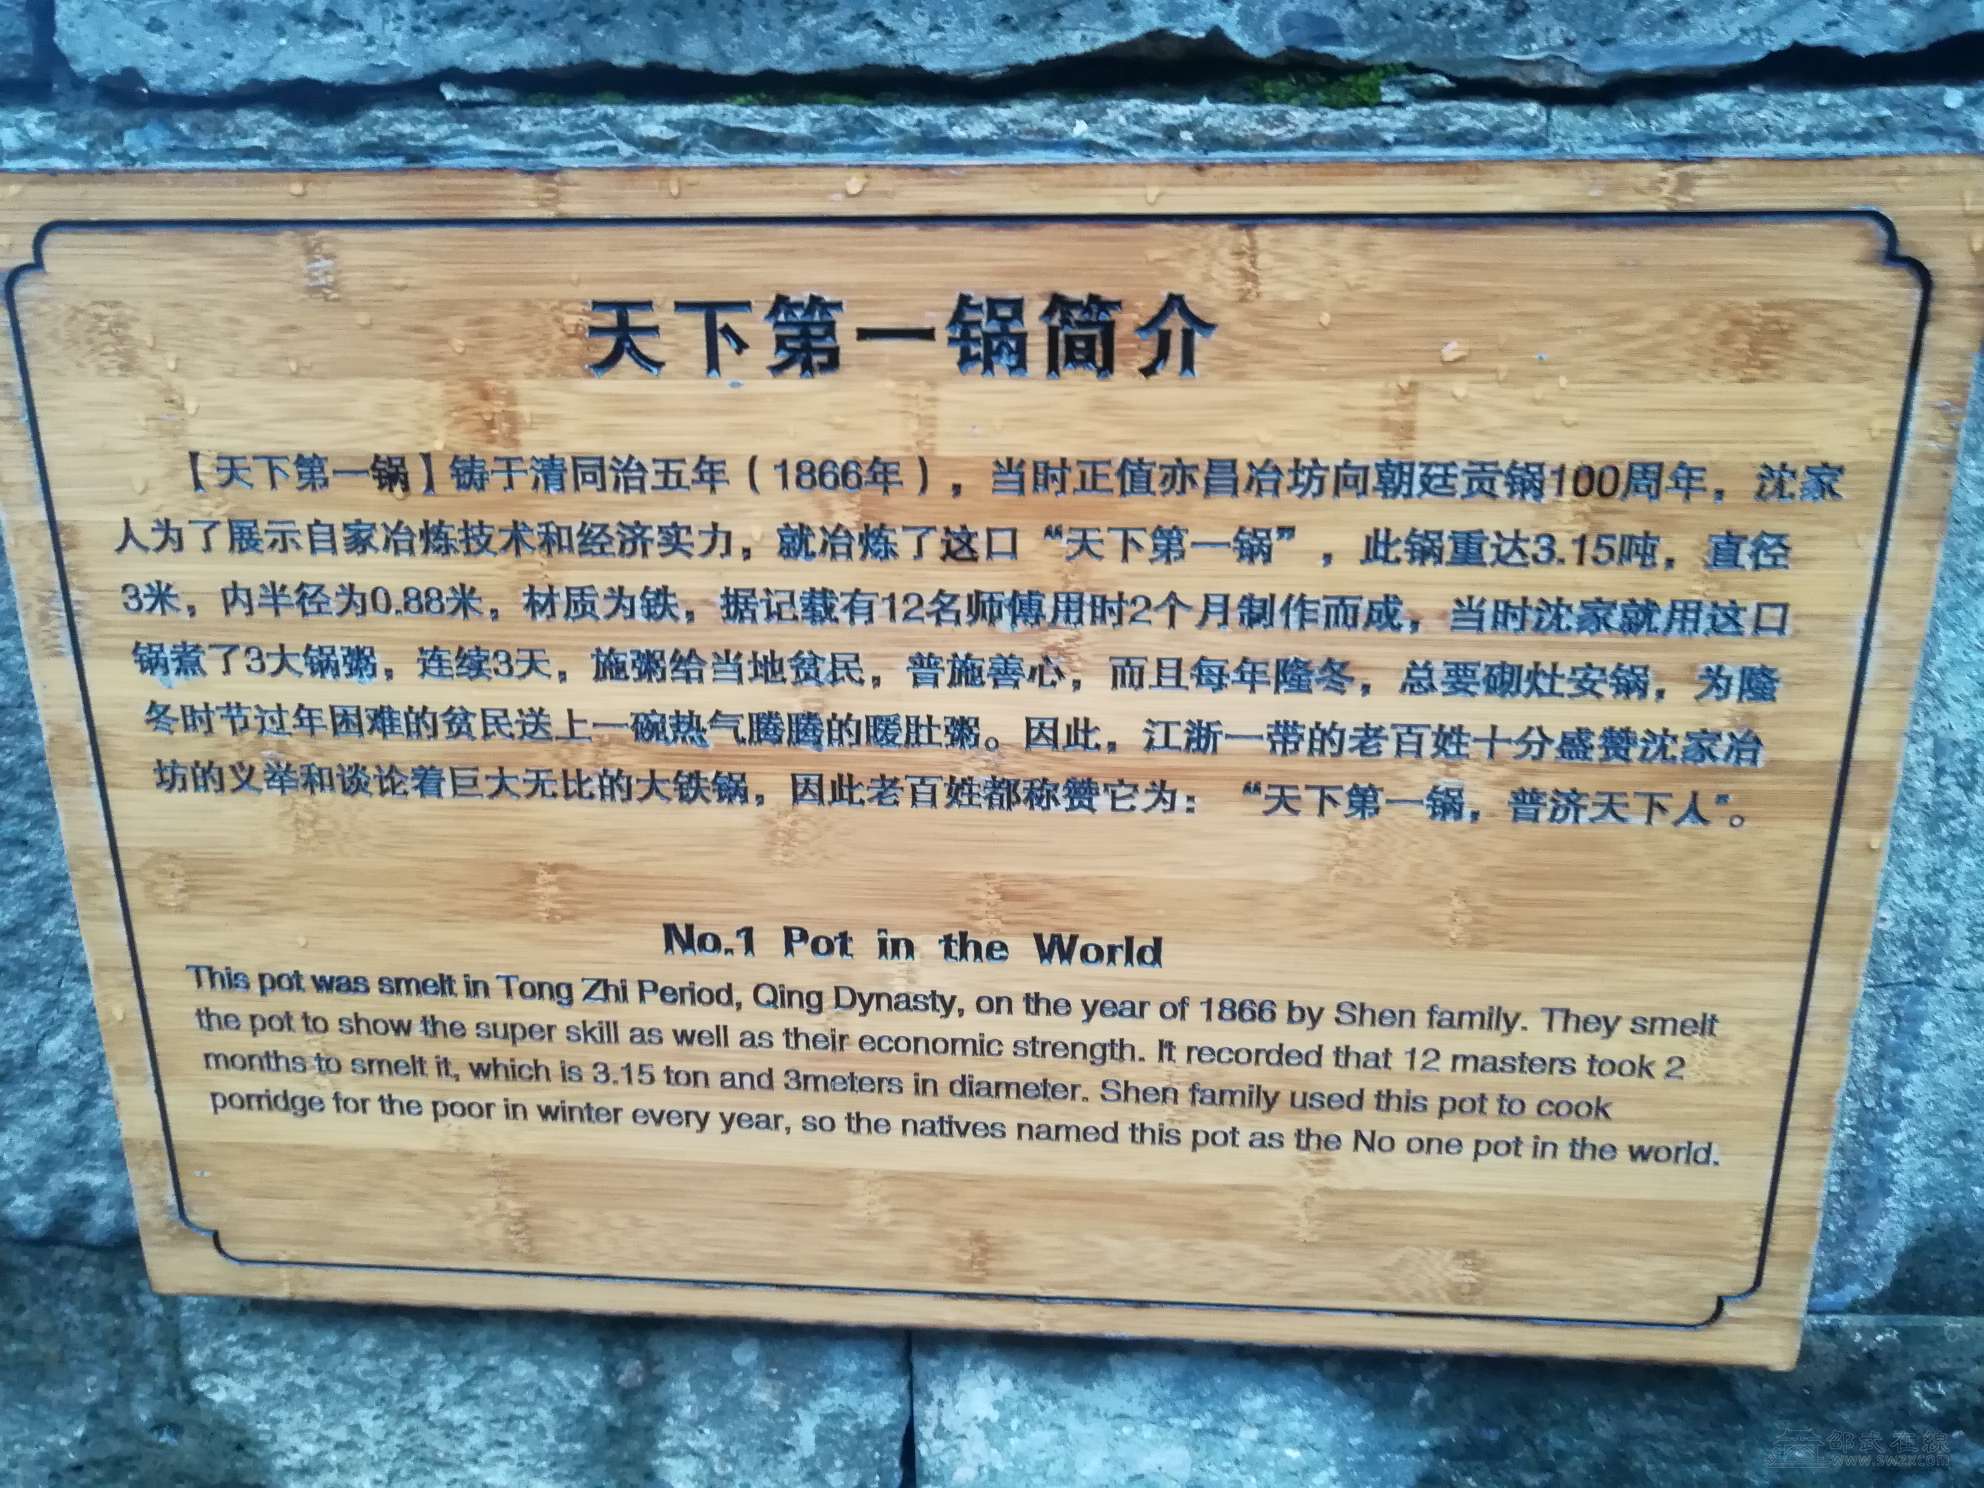 天下第一锅简介
【天下第一锅】铸于清同治五年（1866年），当时正值亦昌冶坊向朝廷贡锅100周年，沈家
人为了展示自家冶炼技术和经济实力，就冶炼了这口“天下第一锅”，此锅重达3.15吨，直径
3米，内半径为0.88米，材质为铁，据记载有12名师傅用时2个月制作而成，当时沈家就用这口
锅煮了3大锅粥，连续3天，施粥给当地贫民，普施善心，而且每年隆冬，总要砌灶安锅，为隆
冬时节过年困难的贫民送上一碗热气腾腾的暖肚粥。因此，江浙一带的老百姓十分盛赞沈家冶
坊的义举和谈论着巨大无比的大铁锅，因此老百姓都称赞它为：“天下第一锅，普济天下人”。
No.1 Pot in the World
This pot was smelt in Tong Zhi Period, Qing Dynasty, on the year of 1866 by Shen family. They smelt
the pot to show the super skill as well as their economic strength. It recorded that 12 masters took 2
months to smelt it, which is 3.15 ton and 3meters in diameter. Shen family used this pot to cook
porridge for the poor in winter every year, so the natives named this pot as the No one pot in the world.
邵武在線
www.swzx.com